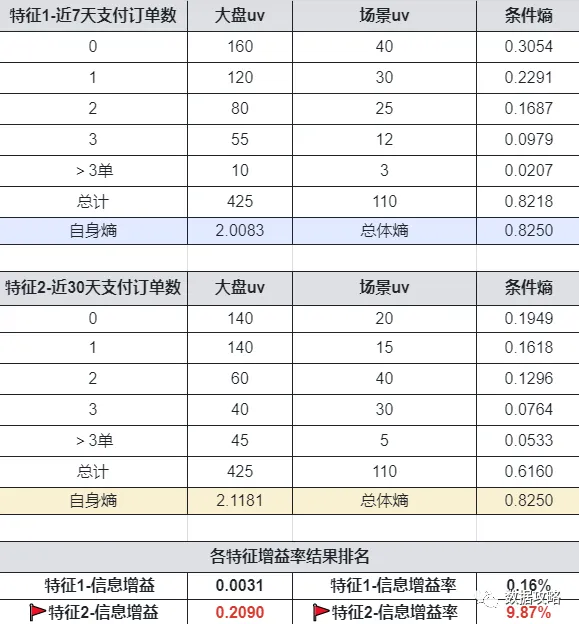 特征1-近7天支付订单数 大盘uv 场景uv 条件熵
0 160 40 0.3054
1 120 30 0.2291
2 80 25 0.1687
3 55 12 0.0979
>3单 10 3 0.0207
总计 425 110 0.8218
自身熵 2.0083 总体熵 0.8250
特征2-近30天支付订单数 大盘uv 场景uv 条件熵
0 140 20 0.1949
1 140 15 0.1618
2 60 40 0.1296
3 40 30 0.0764
>3单 45 5 0.0533
总计 425 110 0.6160
自身熵 2.1181 总体熵 0.8250
各特征增益率结果排名
特征1-信息增益 0.0031 特征1-信息增益率 0.16%
特征2-信息增益 0.2090 特征2-信息增益率 9.87%
数据攻略